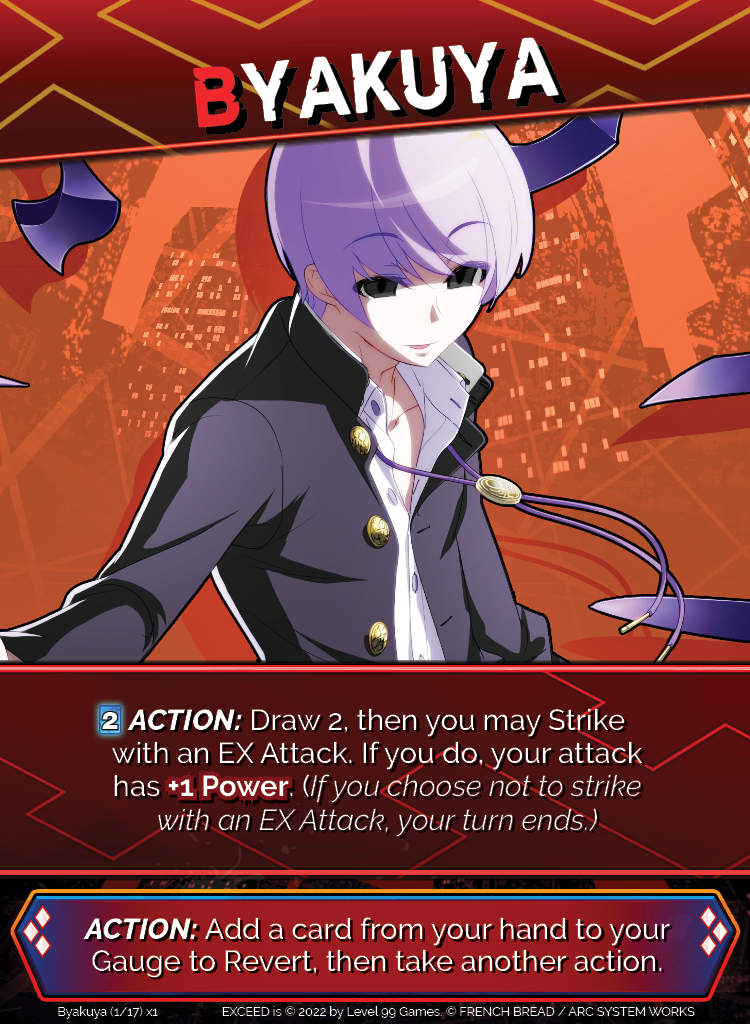 BYAKUYA
2 ACTION: Draw 2, then you may Strike
with an EX Attack. If you do, your attack
has +1 Power. (If you choose not to strike
with an EX Attack, your turn ends.)
ACTION: Add a card from your hand to your
Gauge to Revert, then take another action.
Byakuya (1/17) x1 EXCEED is © 2022 by Level 99 Games. © FRENCH BREAD / ARC SYSTEM WORKS